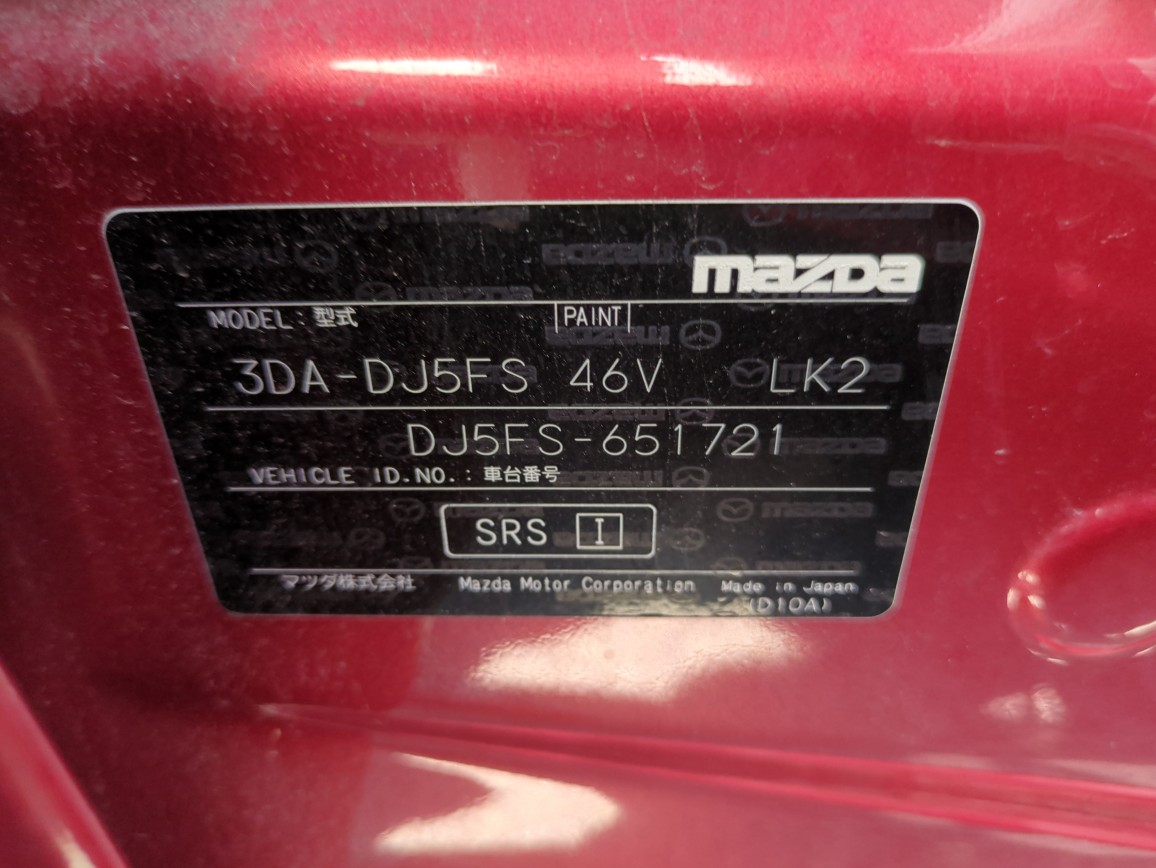 mazda
MODEL: 型式 PAINT
3DA-DJ5FS 46V LK2
DJ5FS-651721
VEHICLE ID.NO.: 車台番号
SRS I
マツダ株式会社 Mazda Motor Corporation Made in Japan
(D10A)